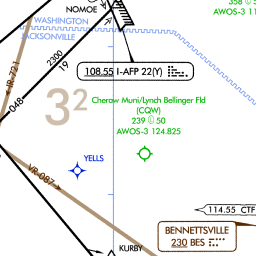 358 50
NOMOE
AWOS-3 11
WASHINGTON
JACKSONVILLE
2300
19
IR-721
108.55 I-AFP 22(Y)
048
3 2
Cheraw Muni/Lynch Bellinger Fld
(CQW)
239 50
AWOS-3 124.825
YELLS
VR-087
114.55 CTF
BENNETTSVILLE
230 BES
KURBY